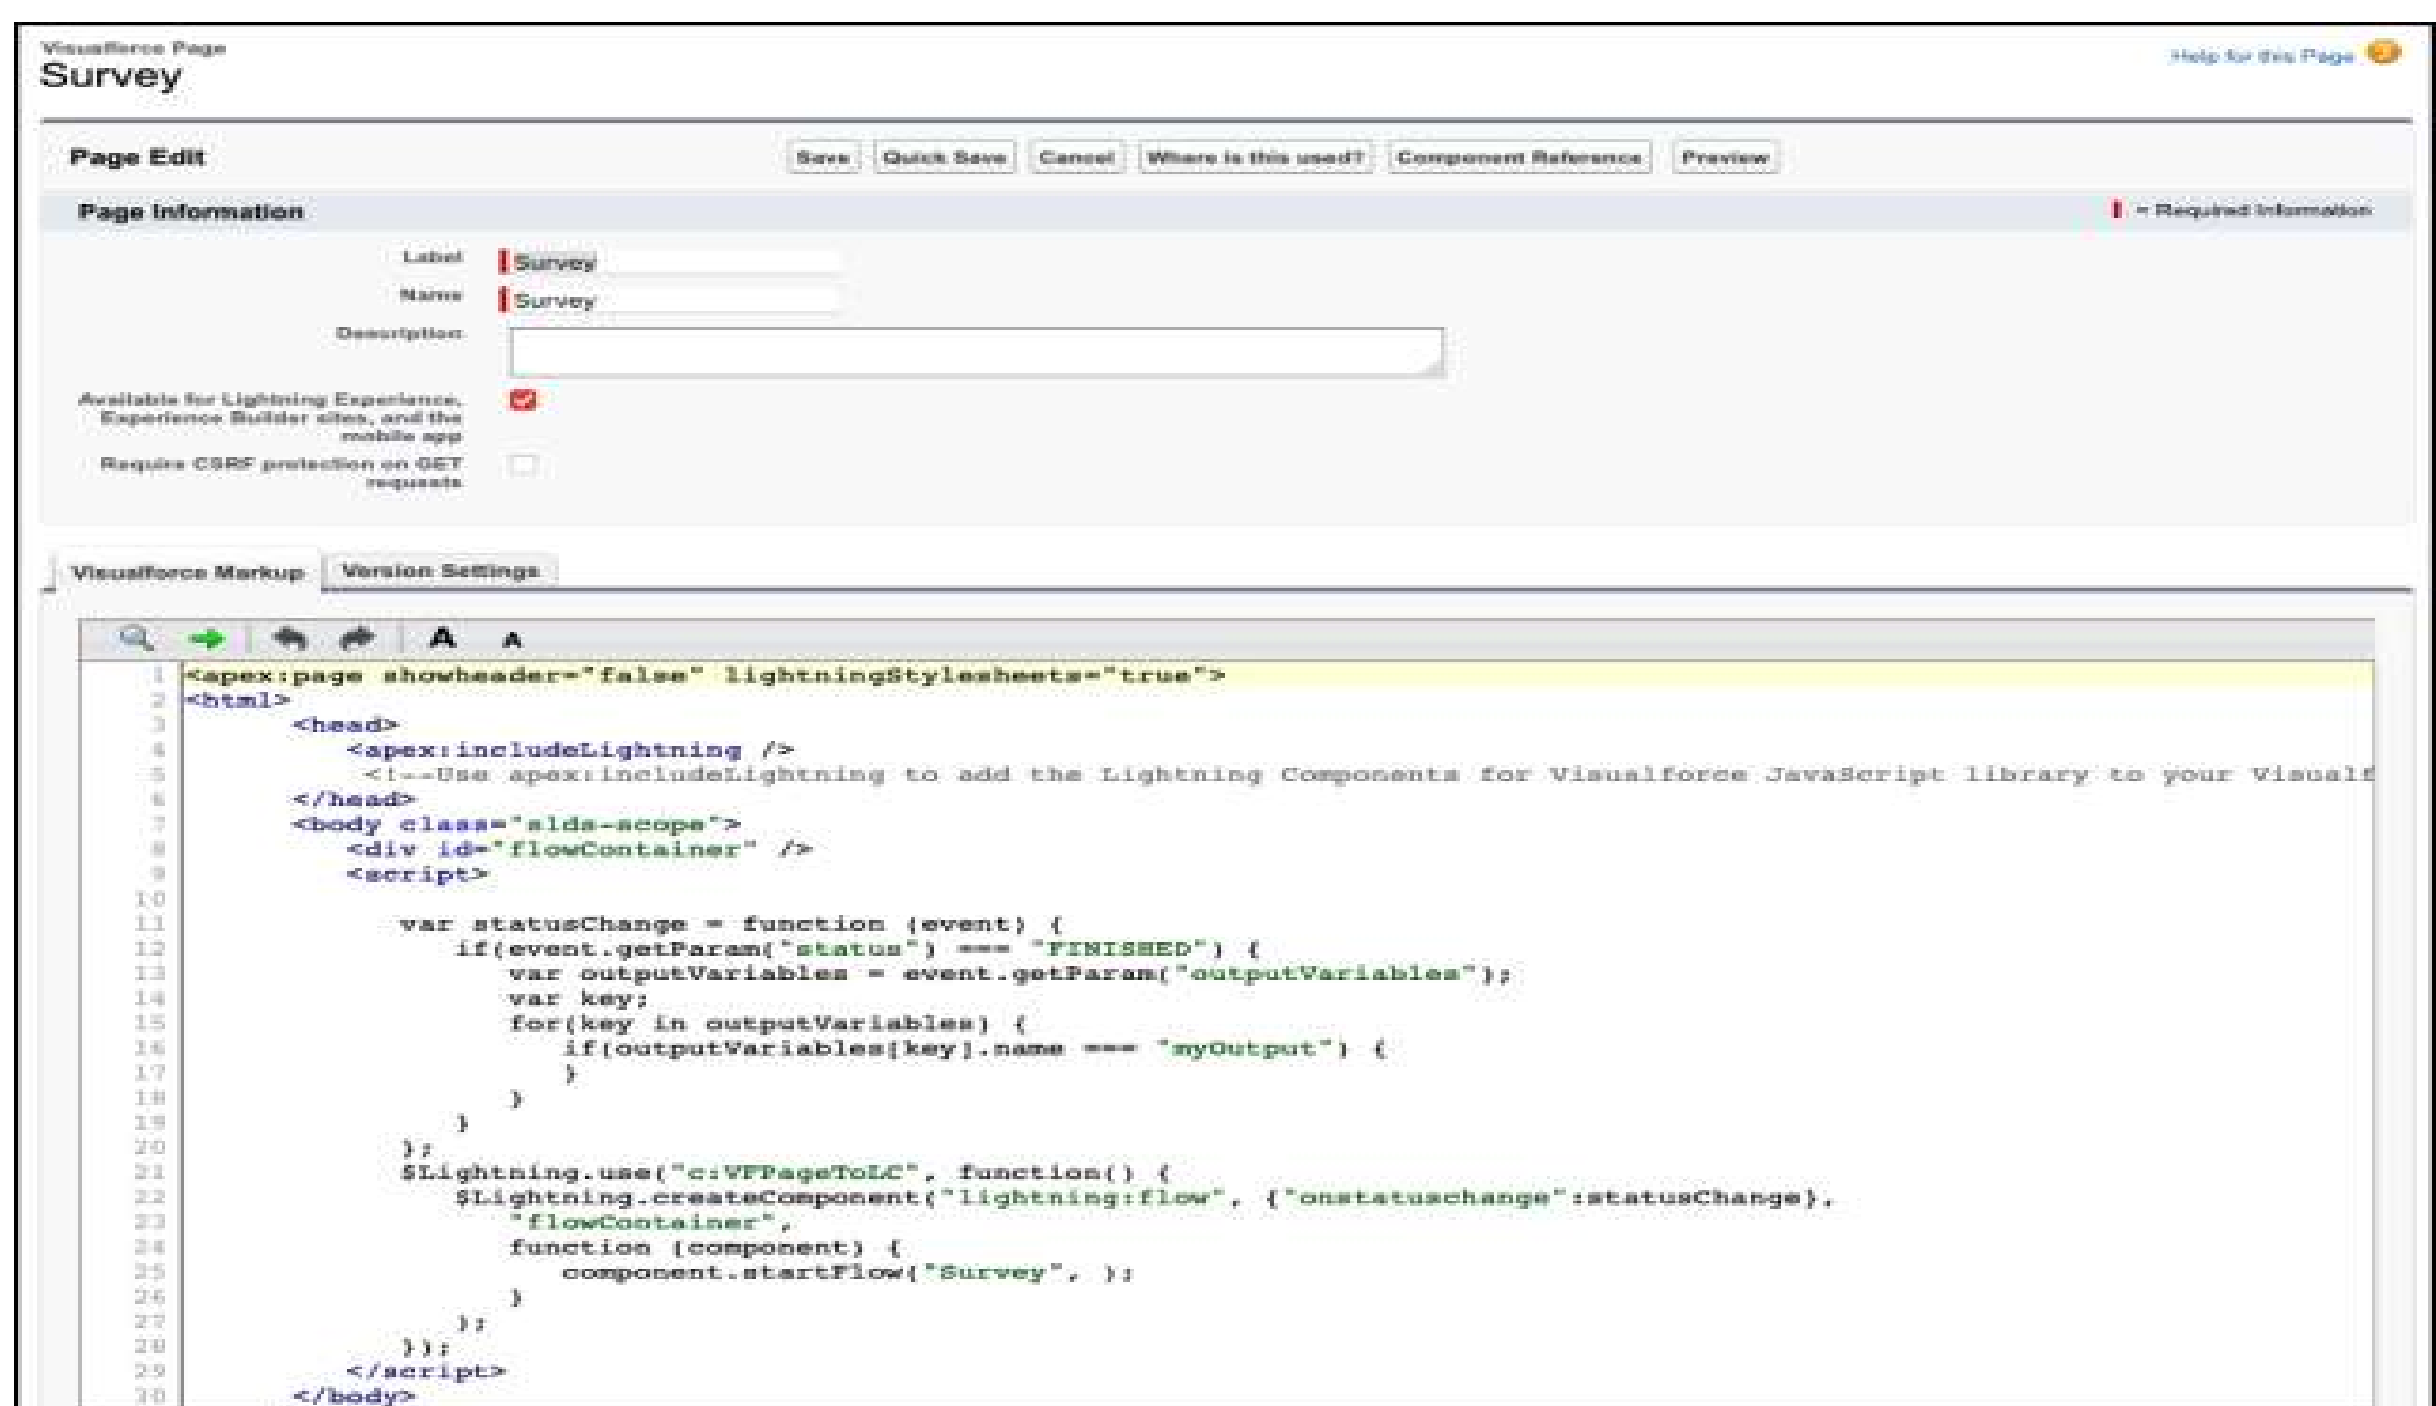 Visualforce Page
Survey
Help for this Page
Page Edit
Save
Quick Save
Cancel
Where is this used?
Component Reference
Preview
Page Information
= Required Information
Label
Survey
Name
Survey
Description
Available for Lightning Experience,
Experience Builder sites, and the
mobile app
Require CSRF protection on GET
requests
Visualforce Markup
Version Settings
A A
1 <apex:page showheader="false" lightningStylesheets="true">
2 <html>
3 <head>
4 <apex:includeLightning />
5 <!--Use apex:includeLightning to add the Lightning Components for Visualforce JavaScript library to your Visualf
6 </head>
7 <body class="slds-scope">
8 <div id="flowContainer" />
9 <script>
10
11 var statusChange = function (event) {
12 if(event.getParam("status") === "FINISHED") {
13 var outputVariables = event.getParam("outputVariables");
14 var key;
15 for(key in outputVariables) {
16 if(outputVariables[key].name === "myOutput") {
17 }
18 }
19 }
20 };
21 $Lightning.use("c:VFPageToLC", function() {
22 $Lightning.createComponent("lightning:flow", {"onstatuschange":statusChange},
23 "flowContainer",
24 function (component) {
25 component.startFlow("Survey", );
26 }
27 );
28 });
29 </script>
30 </body>